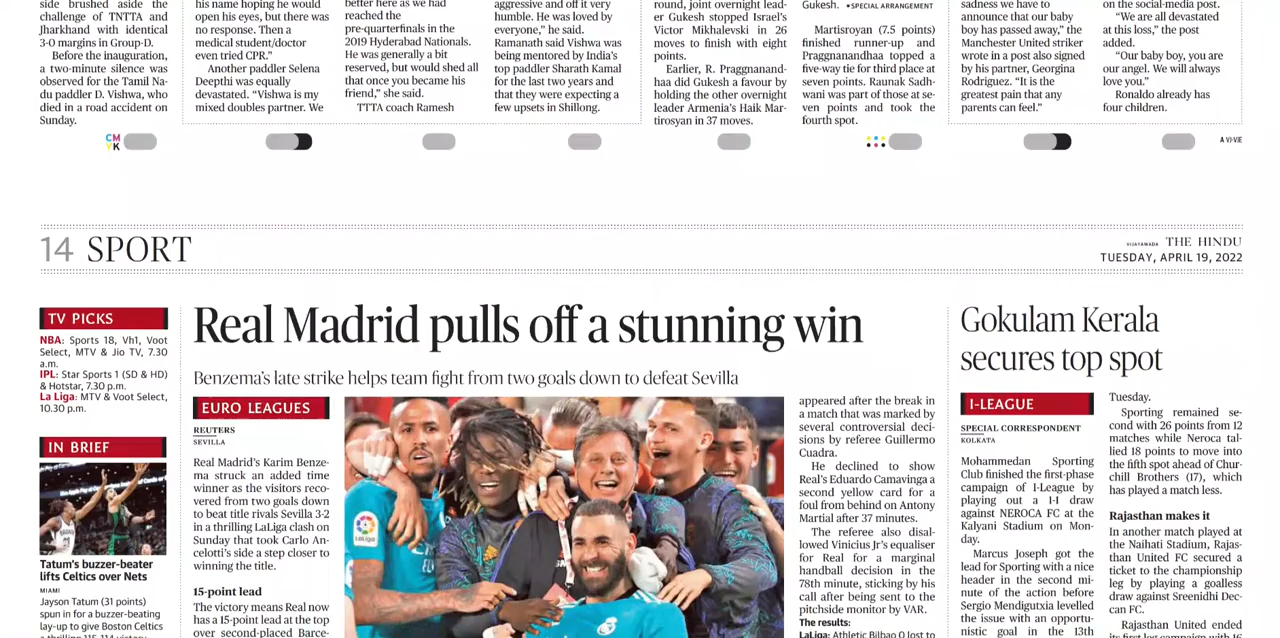 side brushed aside the
challenge of TNTTA and
Jharkhand with identical
3-0 margins in Group-D.
Before the inauguration,
a two-minute silence was
observed for the Tamil Na-
du paddler D. Vishwa, who
died in a road accident on
Sunday.
his name hoping he would
open his eyes, but there was
no response. Then a
medical student/doctor
even tried CPR.”
Another paddler Selena
Deepthi was equally
devastated. “Vishwa is my
mixed doubles partner. We
better here as we had
reached the
pre-quarterfinals in the
2019 Hyderabad Nationals.
He was generally a bit
reserved, but would shed all
that once you became his
friend,” she said.
TTTA coach Ramesh
aggressive and off it very
humble. He was loved by
everyone,” he said.
Ramanath said Vishwa was
being mentored by India’s
top paddler Sharath Kamal
for the last two years and
that they were expecting a
few upsets in Shillong.
round, joint overnight lead-
er Gukesh stopped Israel’s
Victor Mikhalevski in 26
moves to finish with eight
points.
Earlier, R. Praggnanand-
haa did Gukesh a favour by
holding the other overnight
leader Armenia’s Haik Mar-
tirosyan in 37 moves.
Gukesh. •SPECIAL ARRANGEMENT
Martisroyan (7.5 points)
finished runner-up and
Praggnanandhaa topped a
five-way tie for third place at
seven points. Raunak Sadh-
wani was part of those at se-
ven points and took the
fourth spot.
sadness we have to
announce that our baby
boy has passed away,” the
Manchester United striker
wrote in a post also signed
by his partner, Georgina
Rodriguez. “It is the
greatest pain that any
parents can feel.”
on the social-media post.
“We are all devastated
at this loss,” the post
added.
“Our baby boy, you are
our angel. We will always
love you.”
Ronaldo already has
four children.
CM
YK
A VJ-VJE
14 SPORT
VIJAYAWADA THE HINDU
TUESDAY, APRIL 19, 2022
TV PICKS
NBA: Sports 18, Vh1, Voot
Select, MTV & Jio TV, 7.30
a.m.
IPL: Star Sports 1 (SD & HD)
& Hotstar, 7.30 p.m.
La Liga: MTV & Voot Select,
10.30 p.m.
IN BRIEF
Tatum’s buzzer-beater
lifts Celtics over Nets
MIAMI
Jayson Tatum (31 points)
spun in for a buzzer-beating
lay-up to give Boston Celtics
a thrilling 115-114 victory
Real Madrid pulls off a stunning win
Benzema’s late strike helps team fight from two goals down to defeat Sevilla
EURO LEAGUES
REUTERS
SEVILLA
Real Madrid’s Karim Benze-
ma struck an added time
winner as the visitors reco-
vered from two goals down
to beat title rivals Sevilla 3-2
in a thrilling LaLiga clash on
Sunday that took Carlo An-
celotti’s side a step closer to
winning the title.
15-point lead
The victory means Real now
has a 15-point lead at the top
over second-placed Barce-
LaLiga
appeared after the break in
a match that was marked by
several controversial deci-
sions by referee Guillermo
Cuadra.
He declined to show
Real’s Eduardo Camavinga a
second yellow card for a
foul from behind on Antony
Martial after 37 minutes.
The referee also disal-
lowed Vinicius Jr’s equaliser
for Real for a marginal
handball decision in the
78th minute, sticking by his
call after being sent to the
pitchside monitor by VAR.
The results:
LaLiga: Athletic Bilbao 0 lost to
Gokulam Kerala
secures top spot
I-LEAGUE
SPECIAL CORRESPONDENT
KOLKATA
Mohammedan Sporting
Club finished the first-phase
campaign of I-League by
playing out a 1-1 draw
against NEROCA FC at the
Kalyani Stadium on Mon-
day.
Marcus Joseph got the
lead for Sporting with a nice
header in the second mi-
nute of the action before
Sergio Mendigutxia levelled
the issue with an opportu-
nistic goal in the 13th
Tuesday.
Sporting remained se-
cond with 26 points from 12
matches while Neroca tal-
lied 18 points to move into
the fifth spot ahead of Chur-
chill Brothers (17), which
has played a match less.
Rajasthan makes it
In another match played at
the Naihati Stadium, Rajas-
than United FC secured a
ticket to the championship
leg by playing a goalless
draw against Sreenidhi Dec-
can FC.
Rajasthan United ended
its first leg campaign with 16